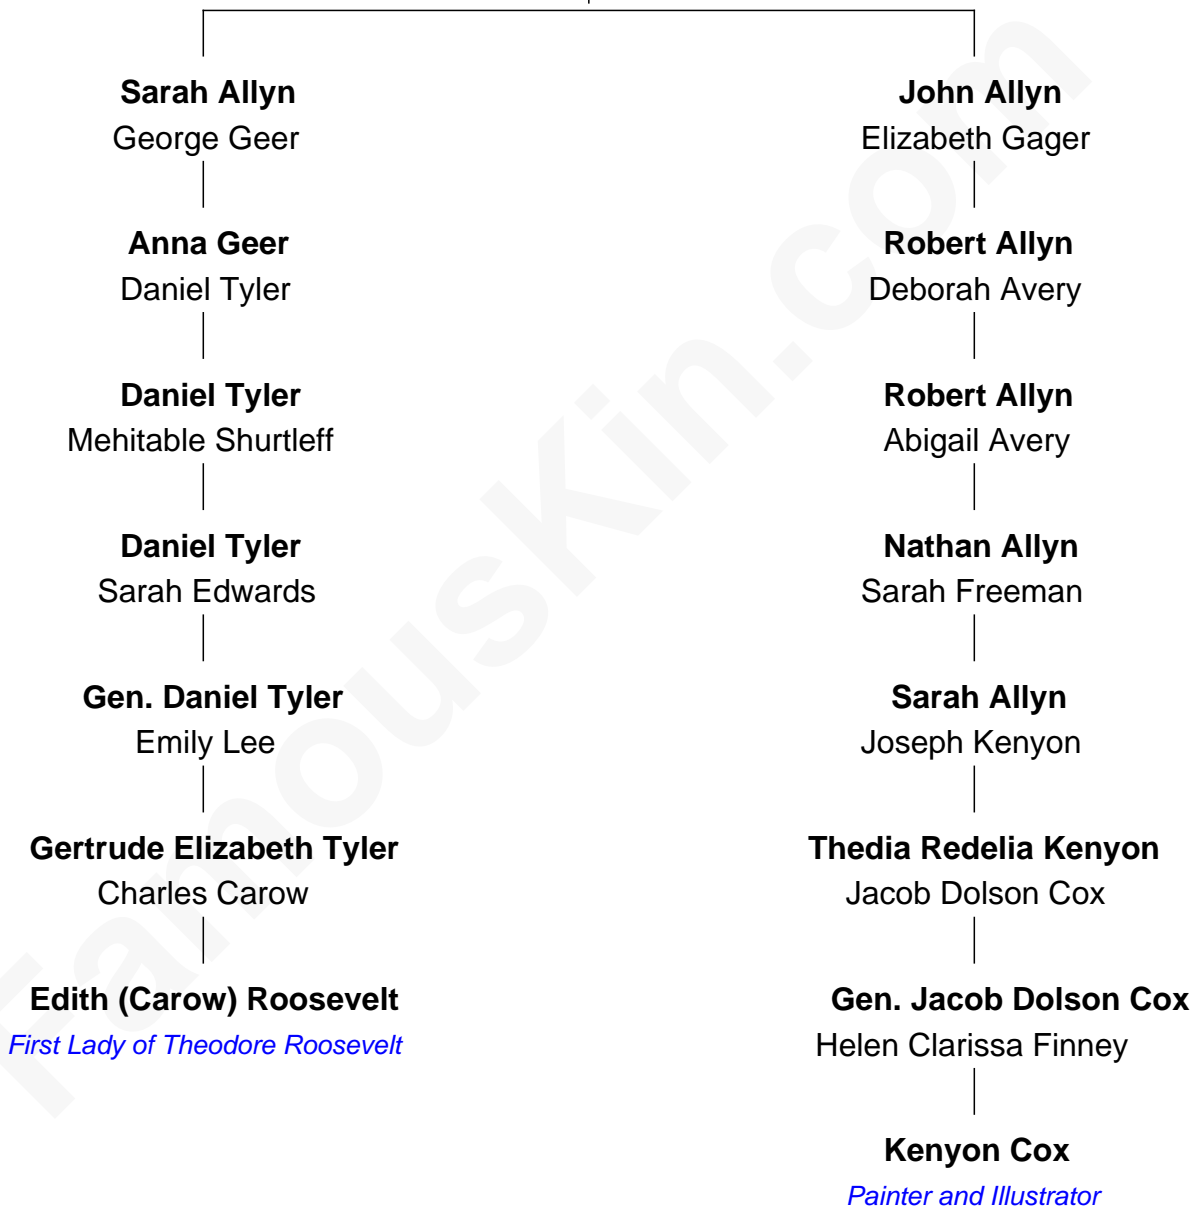 Sarah Allyn
George Geer
Anna Geer
Daniel Tyler
Daniel Tyler
Mehitable Shurtleff
Daniel Tyler
Sarah Edwards
Gen. Daniel Tyler
Emily Lee
Gertrude Elizabeth Tyler
Charles Carow
Edith (Carow) Roosevelt
First Lady of Theodore Roosevelt
John Allyn
Elizabeth Gager
Robert Allyn
Deborah Avery
Robert Allyn
Abigail Avery
Nathan Allyn
Sarah Freeman
Sarah Allyn
Joseph Kenyon
Thedia Redelia Kenyon
Jacob Dolson Cox
Gen. Jacob Dolson Cox
Helen Clarissa Finney
Kenyon Cox
Painter and Illustrator
FamousKin.com